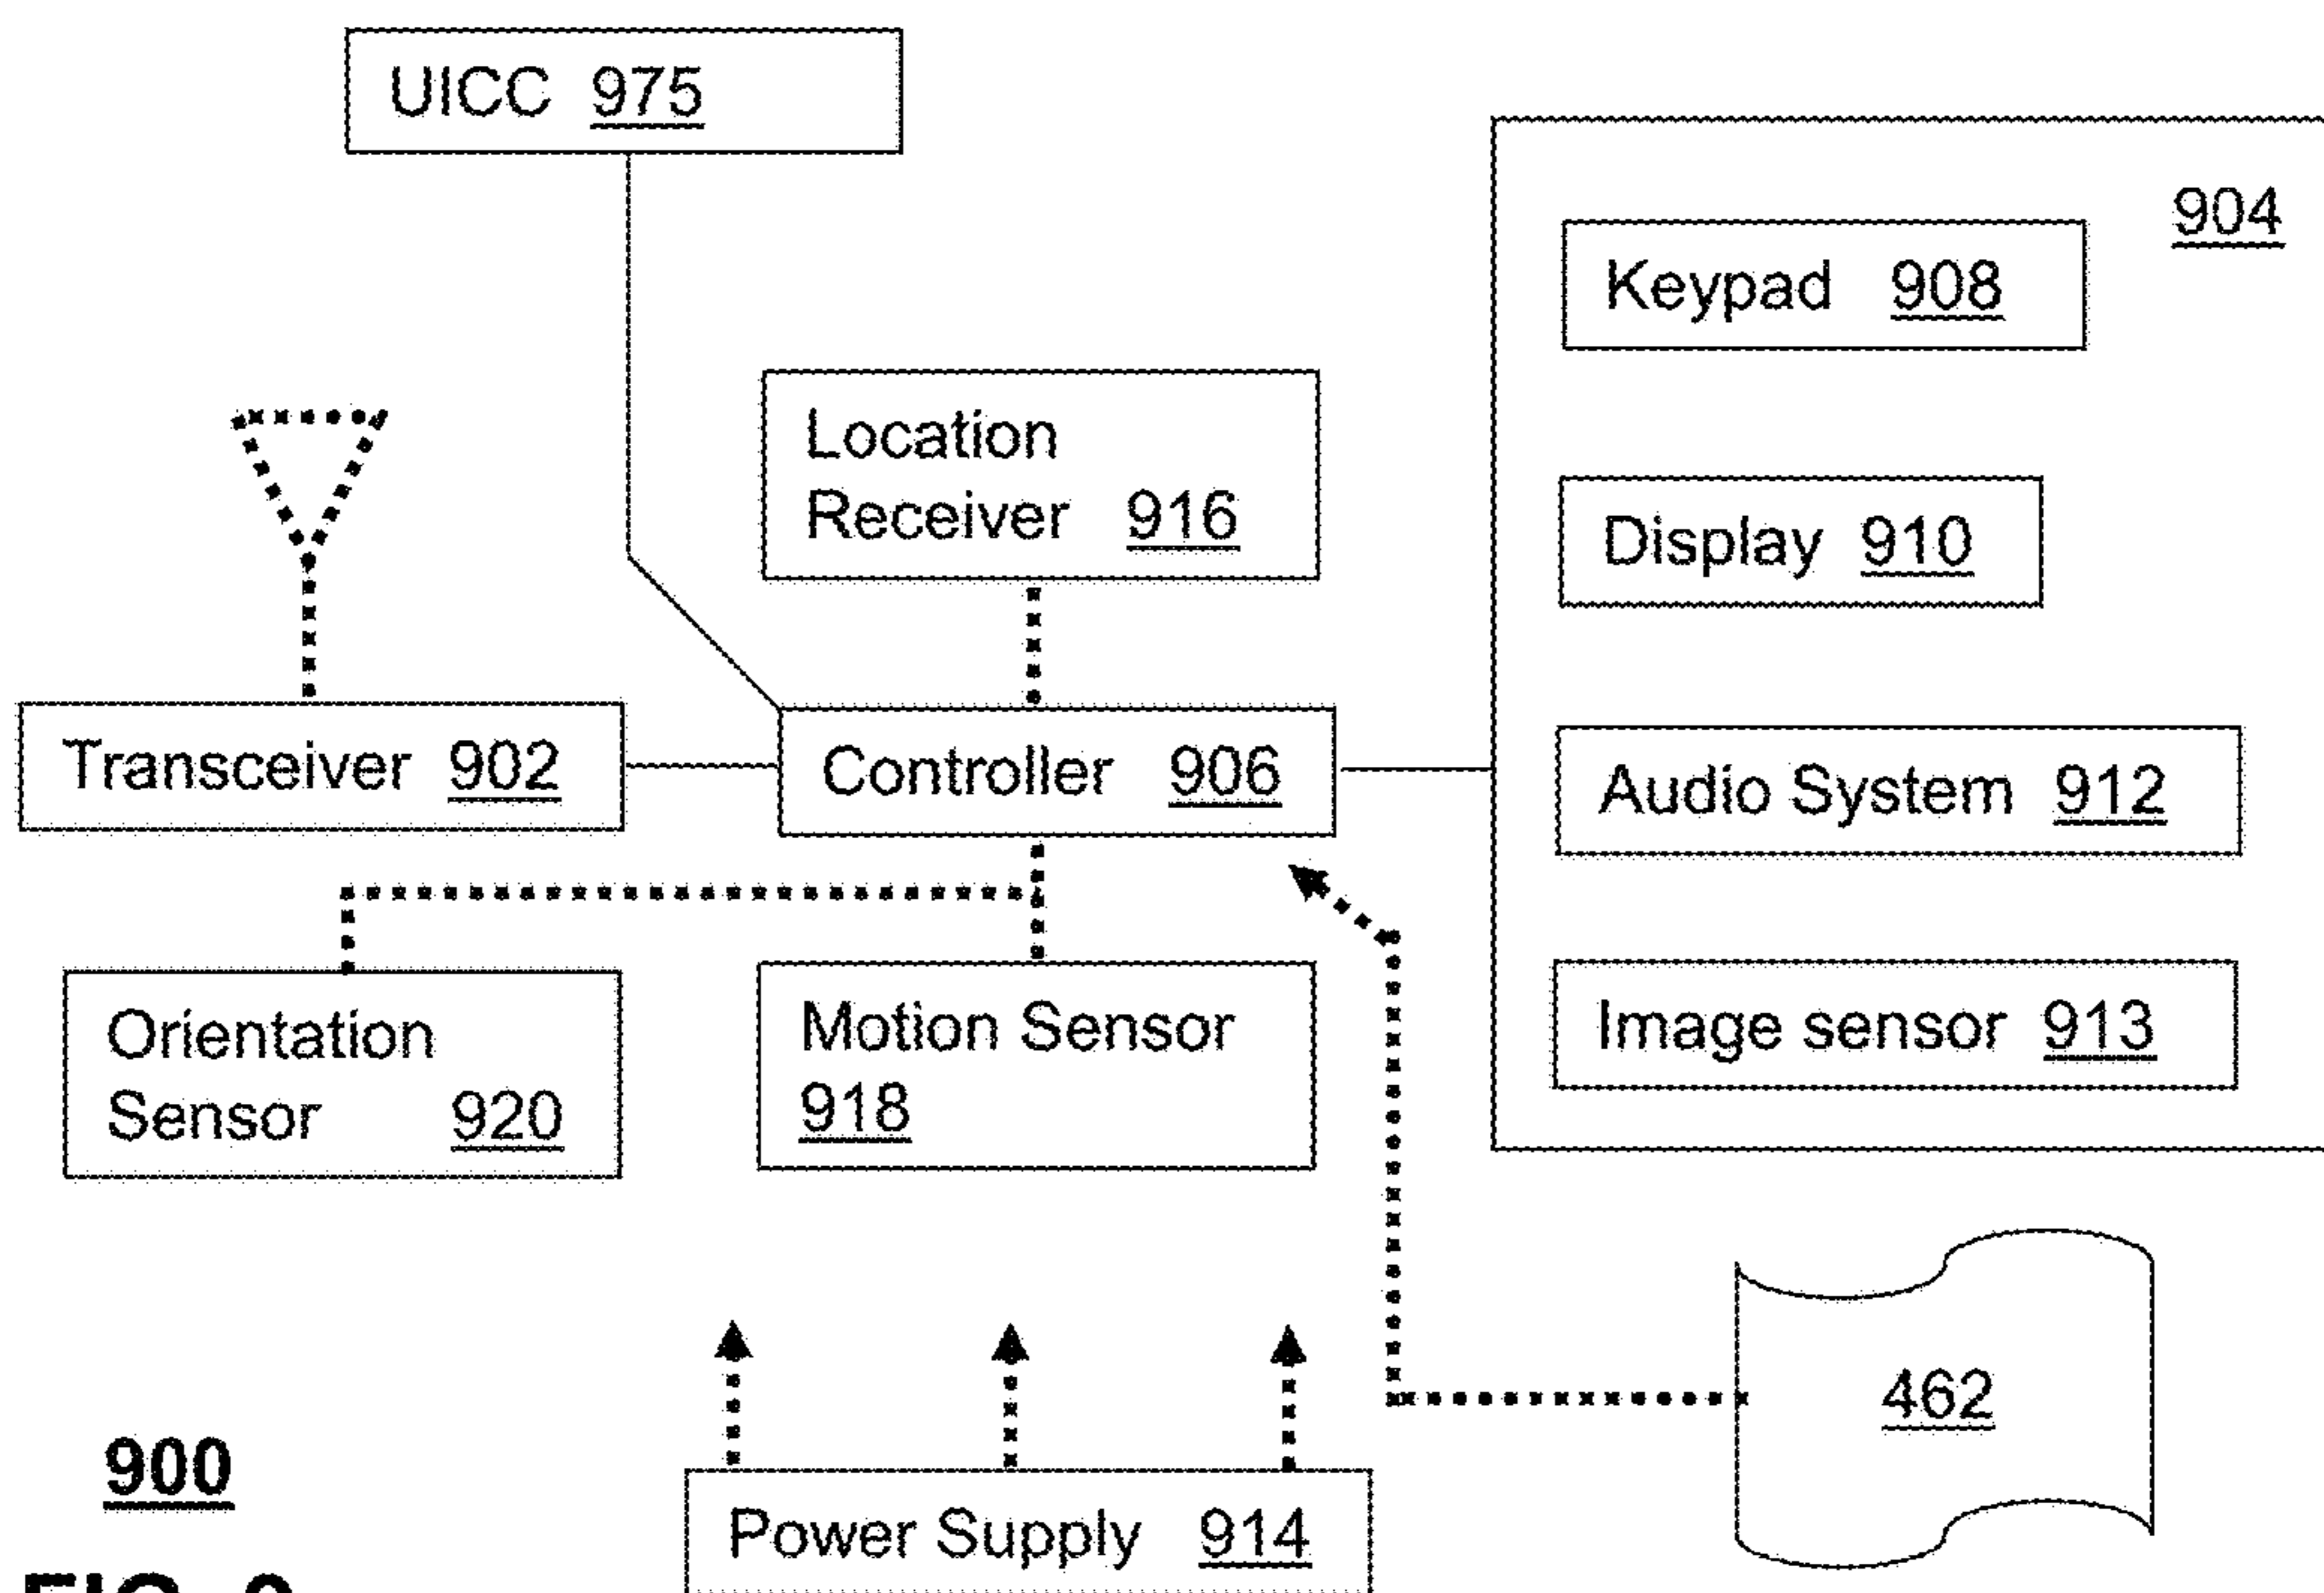 UICC 975
904
Keypad 908
Location
Receiver 916
Display 910
Transceiver 902
Controller 906
Audio System 912
Orientation
Sensor 920
Motion Sensor
918
Image sensor 913
462
900
Power Supply 914